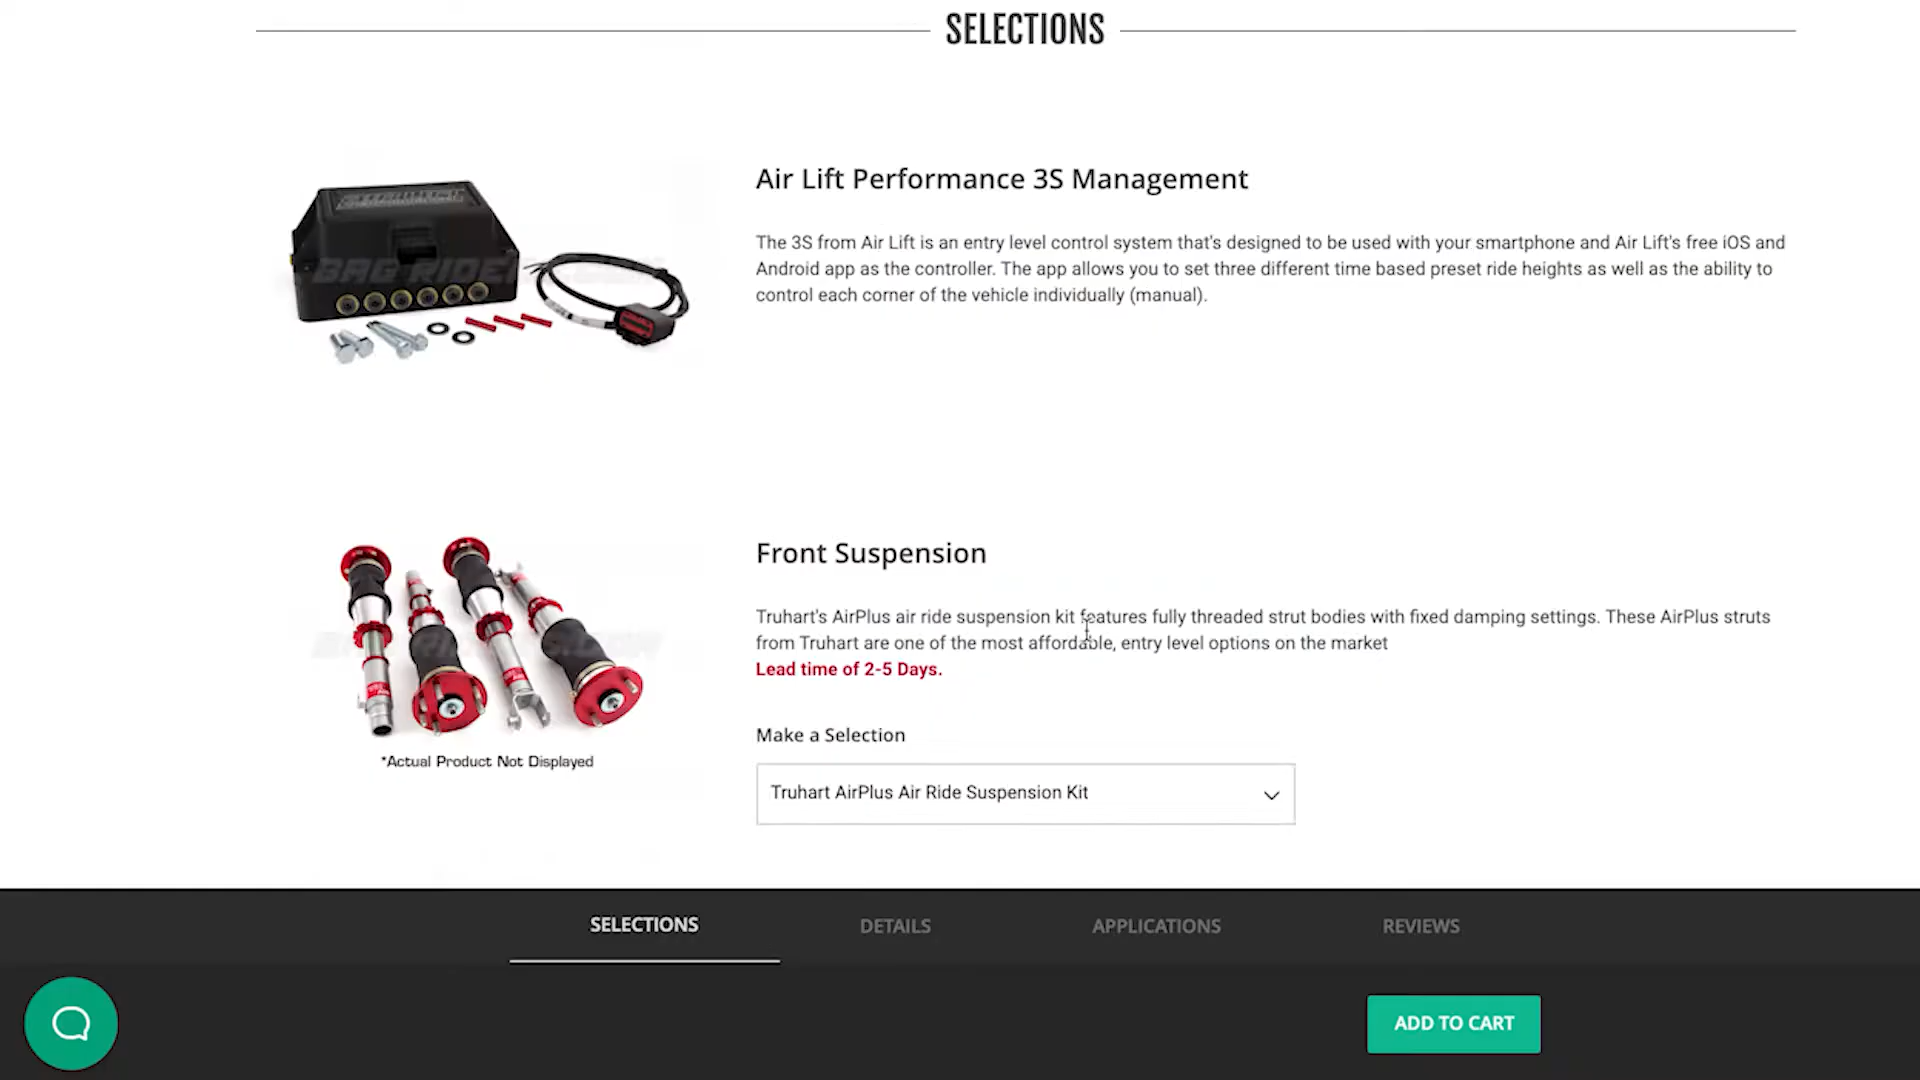 SELECTIONS
Air Lift Performance 3S Management
The 3S from Air Lift is an entry level control system that's designed to be used with your smartphone and Air Lift's free iOS and
Android app as the controller. The app allows you to set three different time based preset ride heights as well as the ability to
control each corner of the vehicle individually (manual).
Front Suspension
Truhart's AirPlus air ride suspension kit features fully threaded strut bodies with fixed damping settings. These AirPlus struts
from Truhart are one of the most affordable, entry level options on the market
Lead time of 2-5 Days.
*Actual Product Not Displayed
Make a Selection
Truhart AirPlus Air Ride Suspension Kit
SELECTIONS
DETAILS
APPLICATIONS
REVIEWS
ADD TO CART